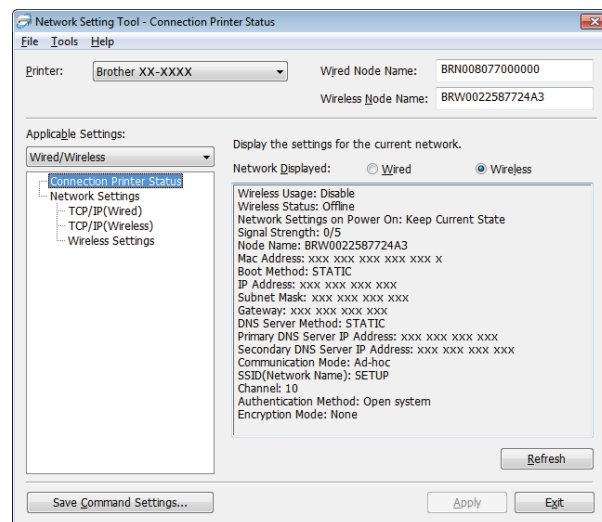 Network Setting Tool - Connection Printer Status
File Tools Help
Printer: Brother XX-XXXX Wired Node Name: BRN008077000000
Wireless Node Name: BRW0022587724A3
Applicable Settings:
Wired/Wireless
Connection Printer Status
Network Settings
TCP/IP(Wired)
TCP/IP(Wireless)
Wireless Settings
Display the settings for the current network.
Network Displayed: Wired Wireless
Wireless Usage: Disable
Wireless Status: Offline
Network Settings on Power On: Keep Current State
Signal Strength: 0/5
Node Name: BRW0022587724A3
Mac Address: xx xxx xxx xxx xxx xxx x
Boot Method: STATIC
IP Address: xxx xxx xxx xxx
Subnet Mask: xxx xxx xxx xxx
Gateway: xxx xxx xxx xxx
DNS Server Method: STATIC
Primary DNS Server IP Address: xxx xxx xxx xxx
Secondary DNS Server IP Address: xxx xxx xxx xxx
Communication Mode: Ad-hoc
SSID(Network Name): SETUP
Channel: 10
Authentication Method: Open system
Encryption Mode: None
Refresh
Save Command Settings... Apply Exit